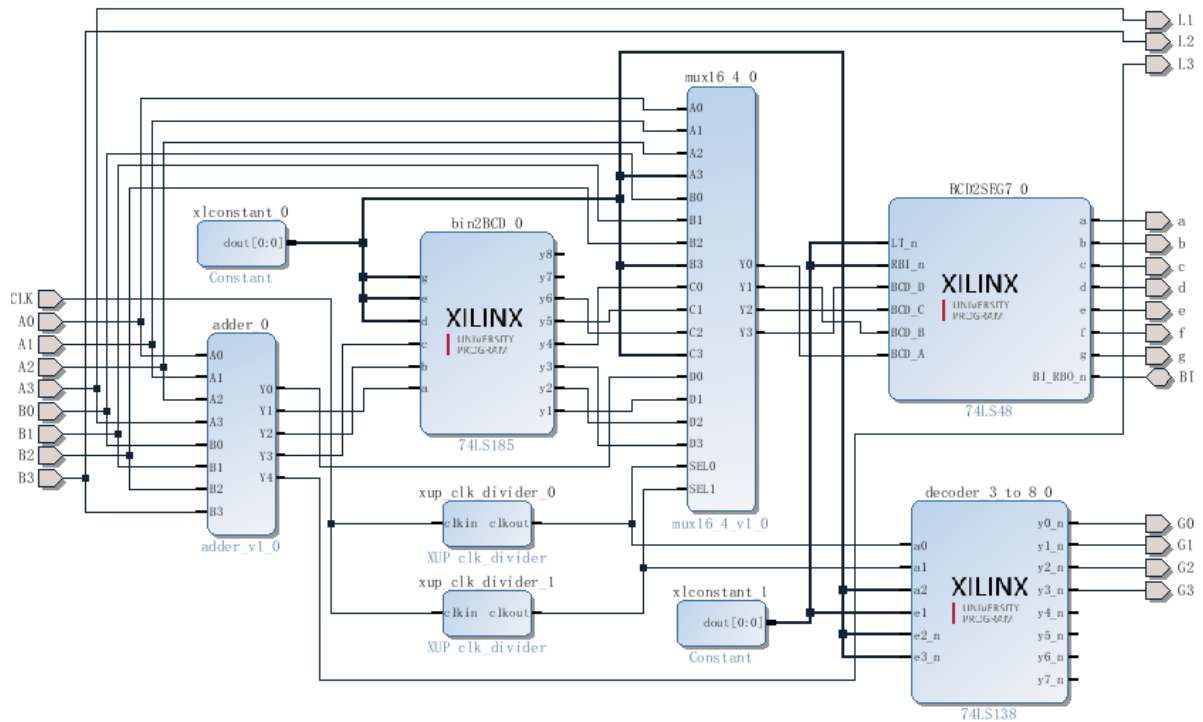 L1
L2
L3
mux16_4_0
A0
A1
A2
A3
B0
B1
B2
B3
C0
C1
C2
C3
D0
D1
D2
D3
SEL0
SEL1
Y0
Y1
Y2
Y3
mux16_4_v1_0
xlconstant_0
dout[0:0]
Constant
bin2BCD_0
g
e
d
c
b
a
XILINX
UNIVERSITY
PROGRAM
y8
y7
y6
y5
y4
y3
y2
y1
74LS185
BCD2SEG7_0
LT_n
RBI_n
BCD_D
BCD_C
BCD_B
BCD_A
XILINX
UNIVERSITY
PROGRAM
a
b
c
d
e
f
g
BI_RBO_n
74LS48
a
b
c
d
e
f
g
BI
CLK
A0
A1
A2
A3
B0
B1
B2
B3
adder_0
A0
A1
A2
A3
B0
B1
B2
B3
Y0
Y1
Y2
Y3
Y4
adder_v1_0
xup_clk_divider_0
clkin clkout
XUP clk_divider
xup_clk_divider_1
clkin clkout
XUP clk_divider
xlconstant_1
dout[0:0]
Constant
decoder_3_to_8_0
a0
a1
a2
e1
e2_n
e3_n
XILINX
UNIVERSITY
PROGRAM
y0_n
y1_n
y2_n
y3_n
y4_n
y5_n
y6_n
y7_n
74LS138
G0
G1
G2
G3